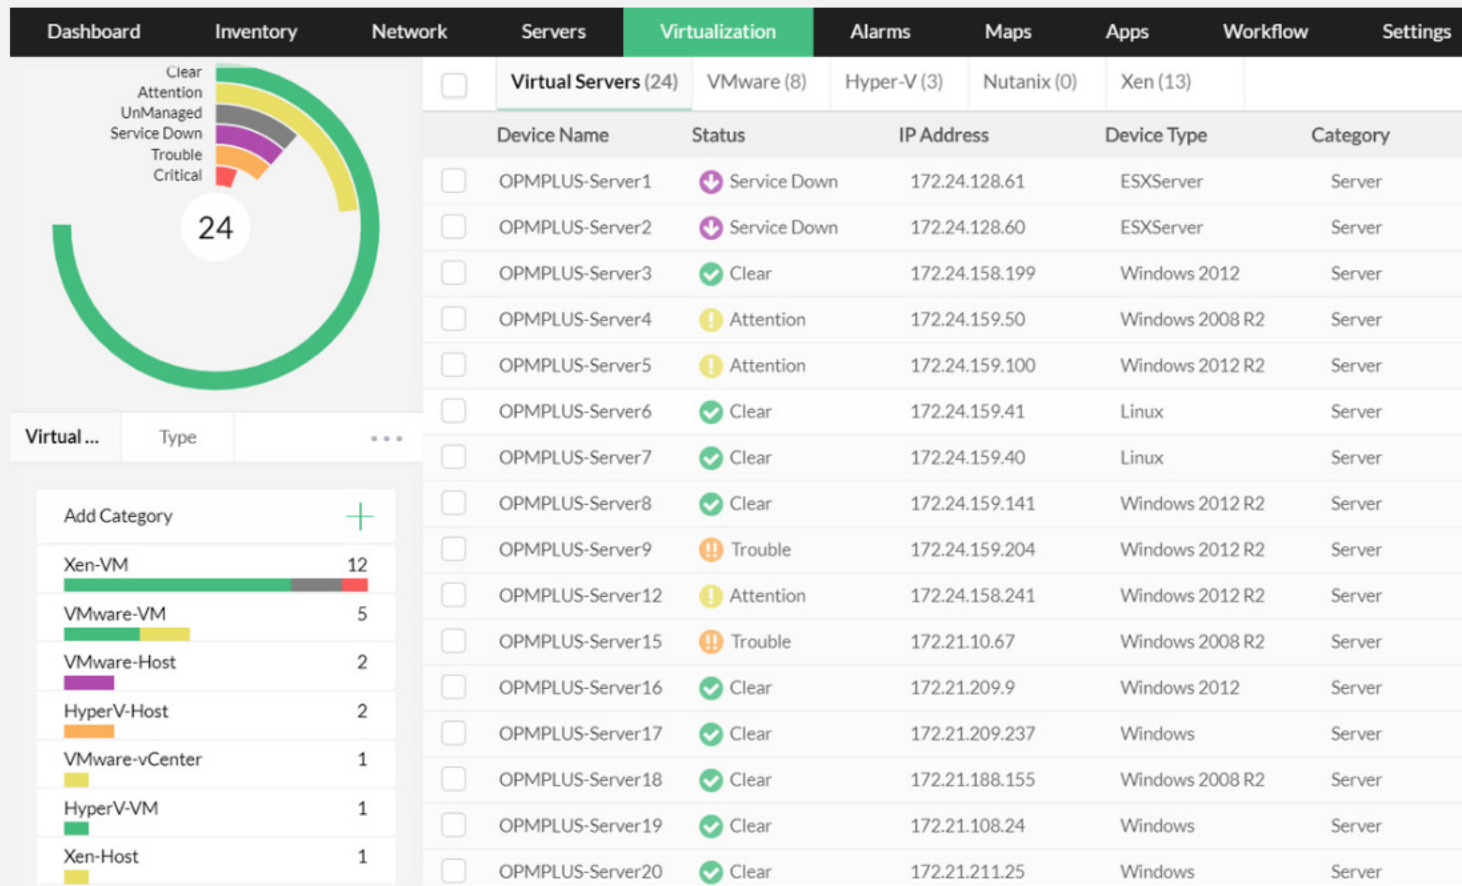 Dashboard Inventory Network Servers Virtualization Alarms Maps Apps Workflow Settings
Clear
Attention
UnManaged
Service Down
Trouble
Critical
24
Virtual ... Type
Add Category
Xen-VM 12
VMware-VM 5
VMware-Host 2
HyperV-Host 2
VMware-vCenter 1
HyperV-VM 1
Xen-Host 1
Virtual Servers (24) VMware (8) Hyper-V (3) Nutanix (0) Xen (13)
Device Name Status IP Address Device Type Category
OPMPLUS-Server1 Service Down 172.24.128.61 ESXServer Server
OPMPLUS-Server2 Service Down 172.24.128.60 ESXServer Server
OPMPLUS-Server3 Clear 172.24.158.199 Windows 2012 Server
OPMPLUS-Server4 Attention 172.24.159.50 Windows 2008 R2 Server
OPMPLUS-Server5 Attention 172.24.159.100 Windows 2012 R2 Server
OPMPLUS-Server6 Clear 172.24.159.41 Linux Server
OPMPLUS-Server7 Clear 172.24.159.40 Linux Server
OPMPLUS-Server8 Clear 172.24.159.141 Windows 2012 R2 Server
OPMPLUS-Server9 Trouble 172.24.159.204 Windows 2012 R2 Server
OPMPLUS-Server12 Attention 172.24.158.241 Windows 2012 R2 Server
OPMPLUS-Server15 Trouble 172.21.10.67 Windows 2008 R2 Server
OPMPLUS-Server16 Clear 172.21.209.9 Windows 2012 Server
OPMPLUS-Server17 Clear 172.21.209.237 Windows Server
OPMPLUS-Server18 Clear 172.21.188.155 Windows 2008 R2 Server
OPMPLUS-Server19 Clear 172.21.108.24 Windows Server
OPMPLUS-Server20 Clear 172.21.211.25 Windows Server